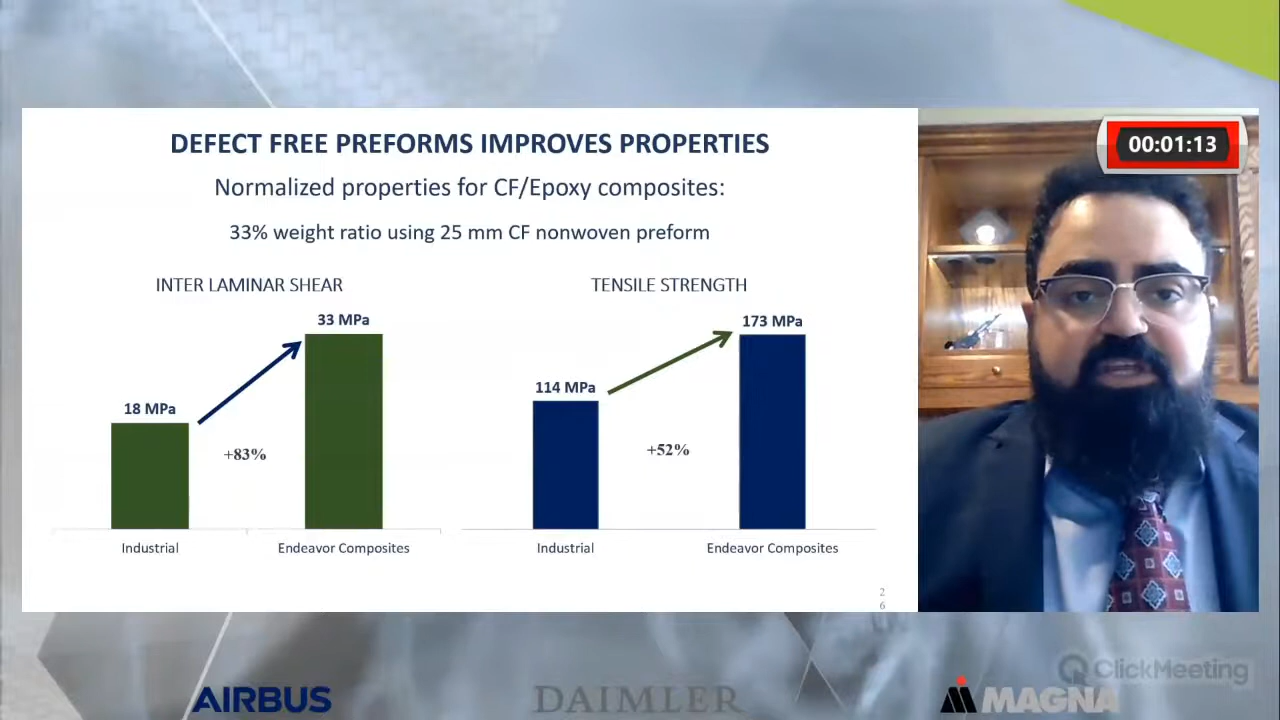 DEFECT FREE PREFORMS IMPROVES PROPERTIES
Normalized properties for CF/Epoxy composites:
33% weight ratio using 25 mm CF nonwoven preform
INTER LAMINAR SHEAR
33 MPa
18 MPa
+83%
Industrial
Endeavor Composites
TENSILE STRENGTH
173 MPa
114 MPa
+52%
Industrial
Endeavor Composites
2
6
00:01:13
ClickMeeting
AIRBUS
DAIMLER
MAGNA